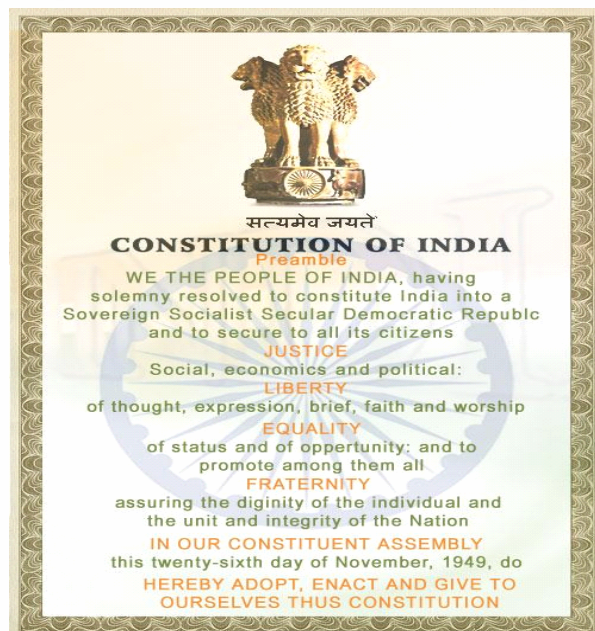 सत्यमेव जयते
CONSTITUTION OF INDIA
Preamble
WE THE PEOPLE OF INDIA, having
solemny resolved to constitute India into a
Sovereign Socialist Secular Democratic Republc
and to secure to all its citizens
JUSTICE
Social, economics and political:
LIBERTY
of thought, expression, brief, faith and worship
EQUALITY
of status and of oppertunity: and to
promote among them all
FRATERNITY
assuring the diginity of the individual and
the unit and integrity of the Nation
IN OUR CONSTITUENT ASSEMBLY
this twenty-sixth day of November, 1949, do
HEREBY ADOPT, ENACT AND GIVE TO
OURSELVES THUS CONSTITUTION